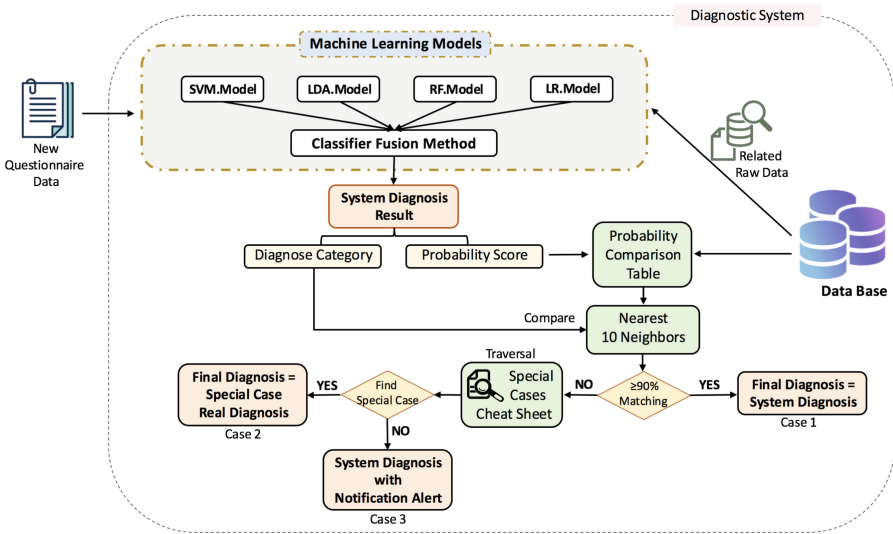 Diagnostic System
Machine Learning Models
SVM.Model
LDA.Model
RF.Model
LR.Model
Classifier Fusion Method
New
Questionnaire
Data
Related
Raw Data
System Diagnosis
Result
Diagnose Category
Probability Score
Probability
Comparison
Table
Data Base
Compare
Nearest
10 Neighbors
Traversal
Special
Cases
Cheat Sheet
≥90%
Matching
NO
YES
Final Diagnosis =
System Diagnosis
Case 1
Find
Special Case
YES
Final Diagnosis =
Special Case
Real Diagnosis
Case 2
NO
System Diagnosis
with
Notification Alert
Case 3